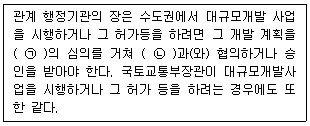 관계 행정기관의 장은 수도권에서 대규모개발 사업
을 시행하거나 그 허가등을 하려면 그 개발 계획을
( ㉠ )의 심의를 거쳐 ( ㉡ )과(와) 협의하거나 승
인을 받아야 한다. 국토교통부장관이 대규모개발사
업을 시행하거나 그 허가 등을 하려는 경우에도 또
한 같다.